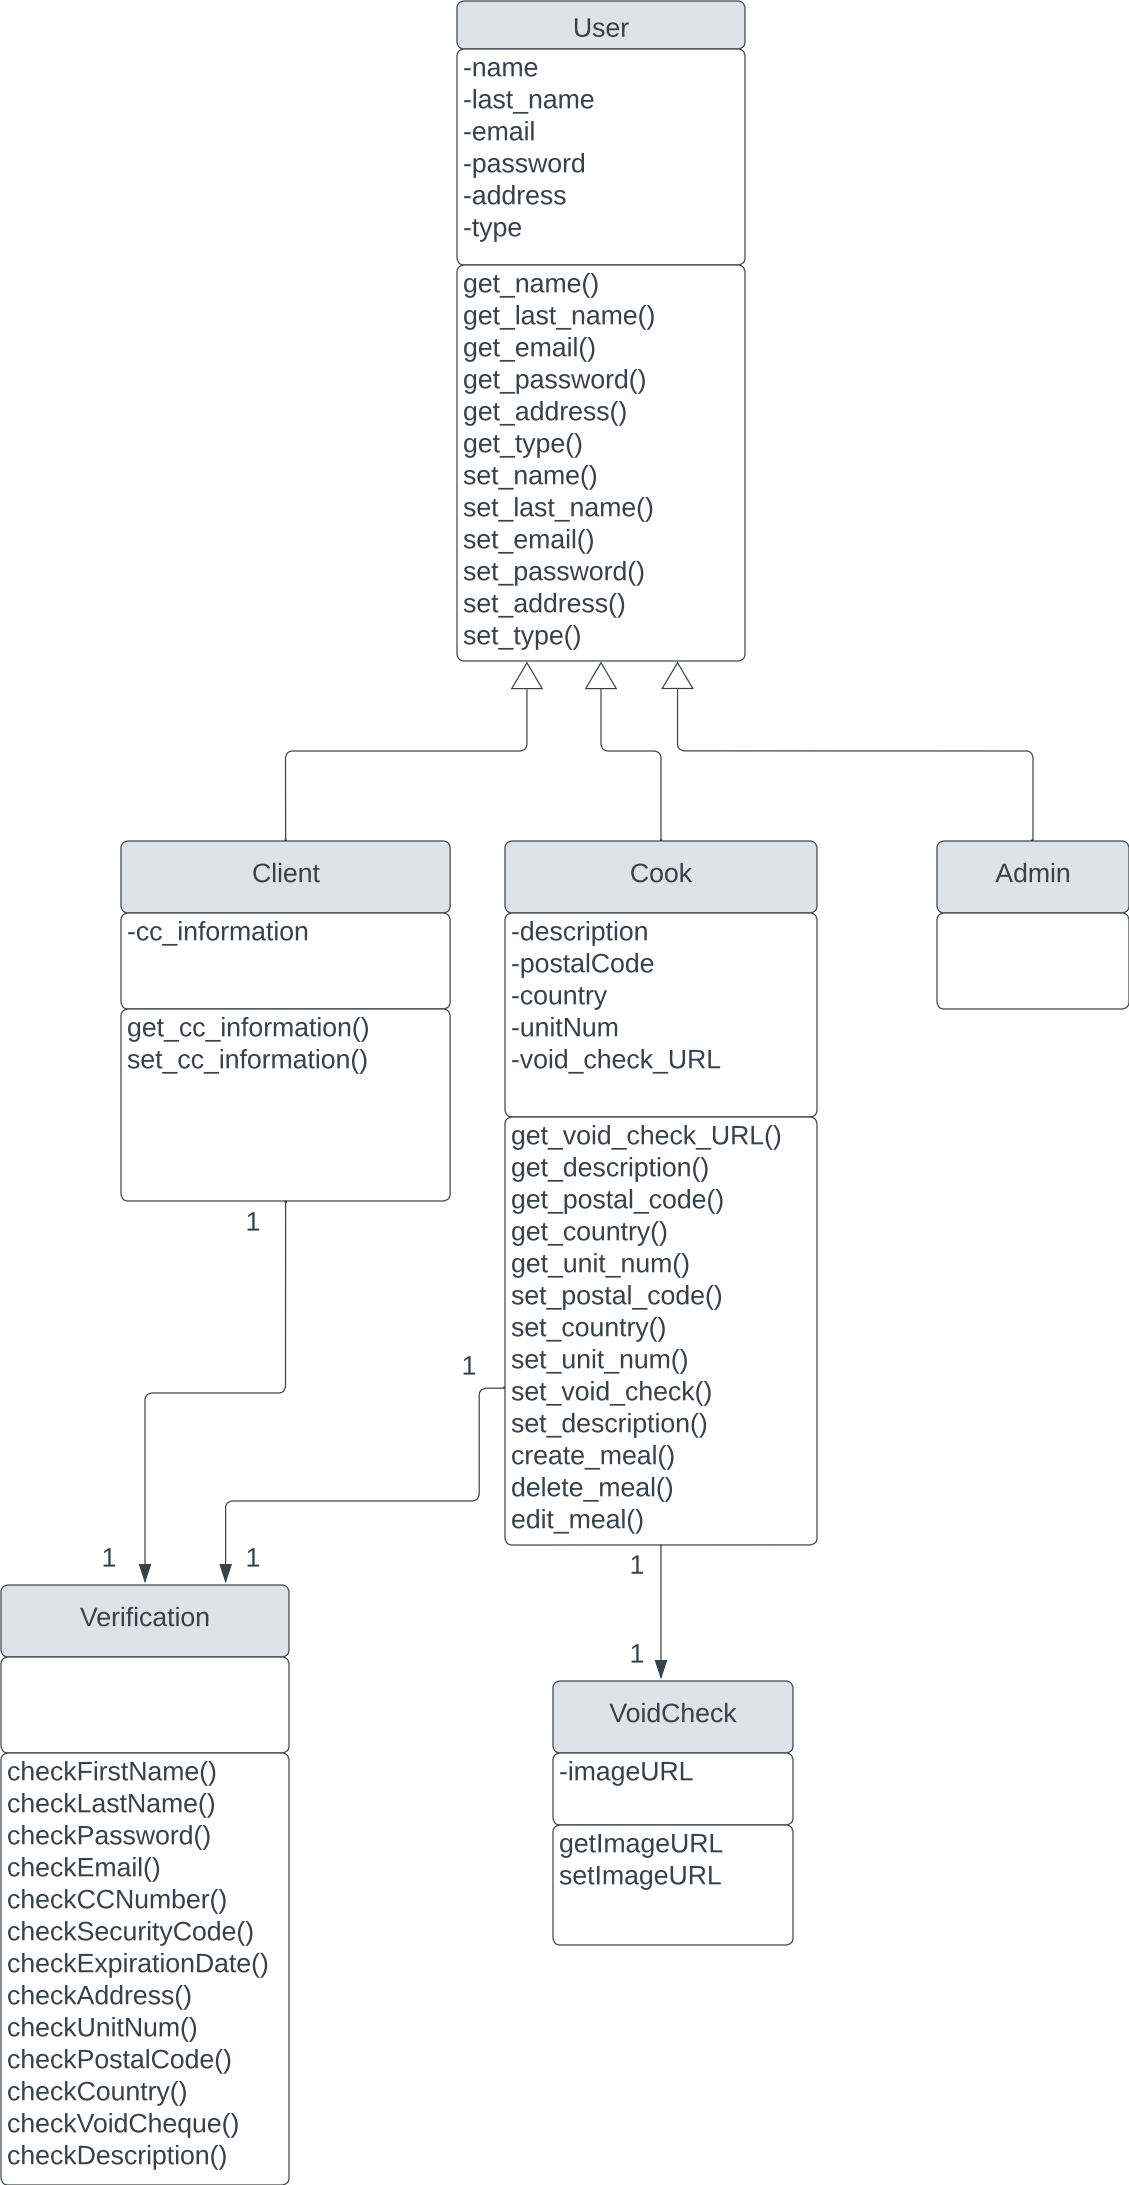 User
-name
-last_name
-email
-password
-address
-type
get_name()
get_last_name()
get_email()
get_password()
get_address()
get_type()
set_name()
set_last_name()
set_email()
set_password()
set_address()
set_type()
Client
-cc_information
get_cc_information()
set_cc_information()
1
Cook
-description
-postalCode
-country
-unitNum
-void_check_URL
get_void_check_URL()
get_description()
get_postal_code()
get_country()
get_unit_num()
set_postal_code()
set_country()
set_unit_num()
set_void_check()
set_description()
create_meal()
delete_meal()
edit_meal()
Admin
1
1
1
1
1
Verification
checkFirstName()
checkLastName()
checkPassword()
checkEmail()
checkCCNumber()
checkSecurityCode()
checkExpirationDate()
checkAddress()
checkUnitNum()
checkPostalCode()
checkCountry()
checkVoidCheque()
checkDescription()
VoidCheck
-imageURL
getImageURL
setImageURL